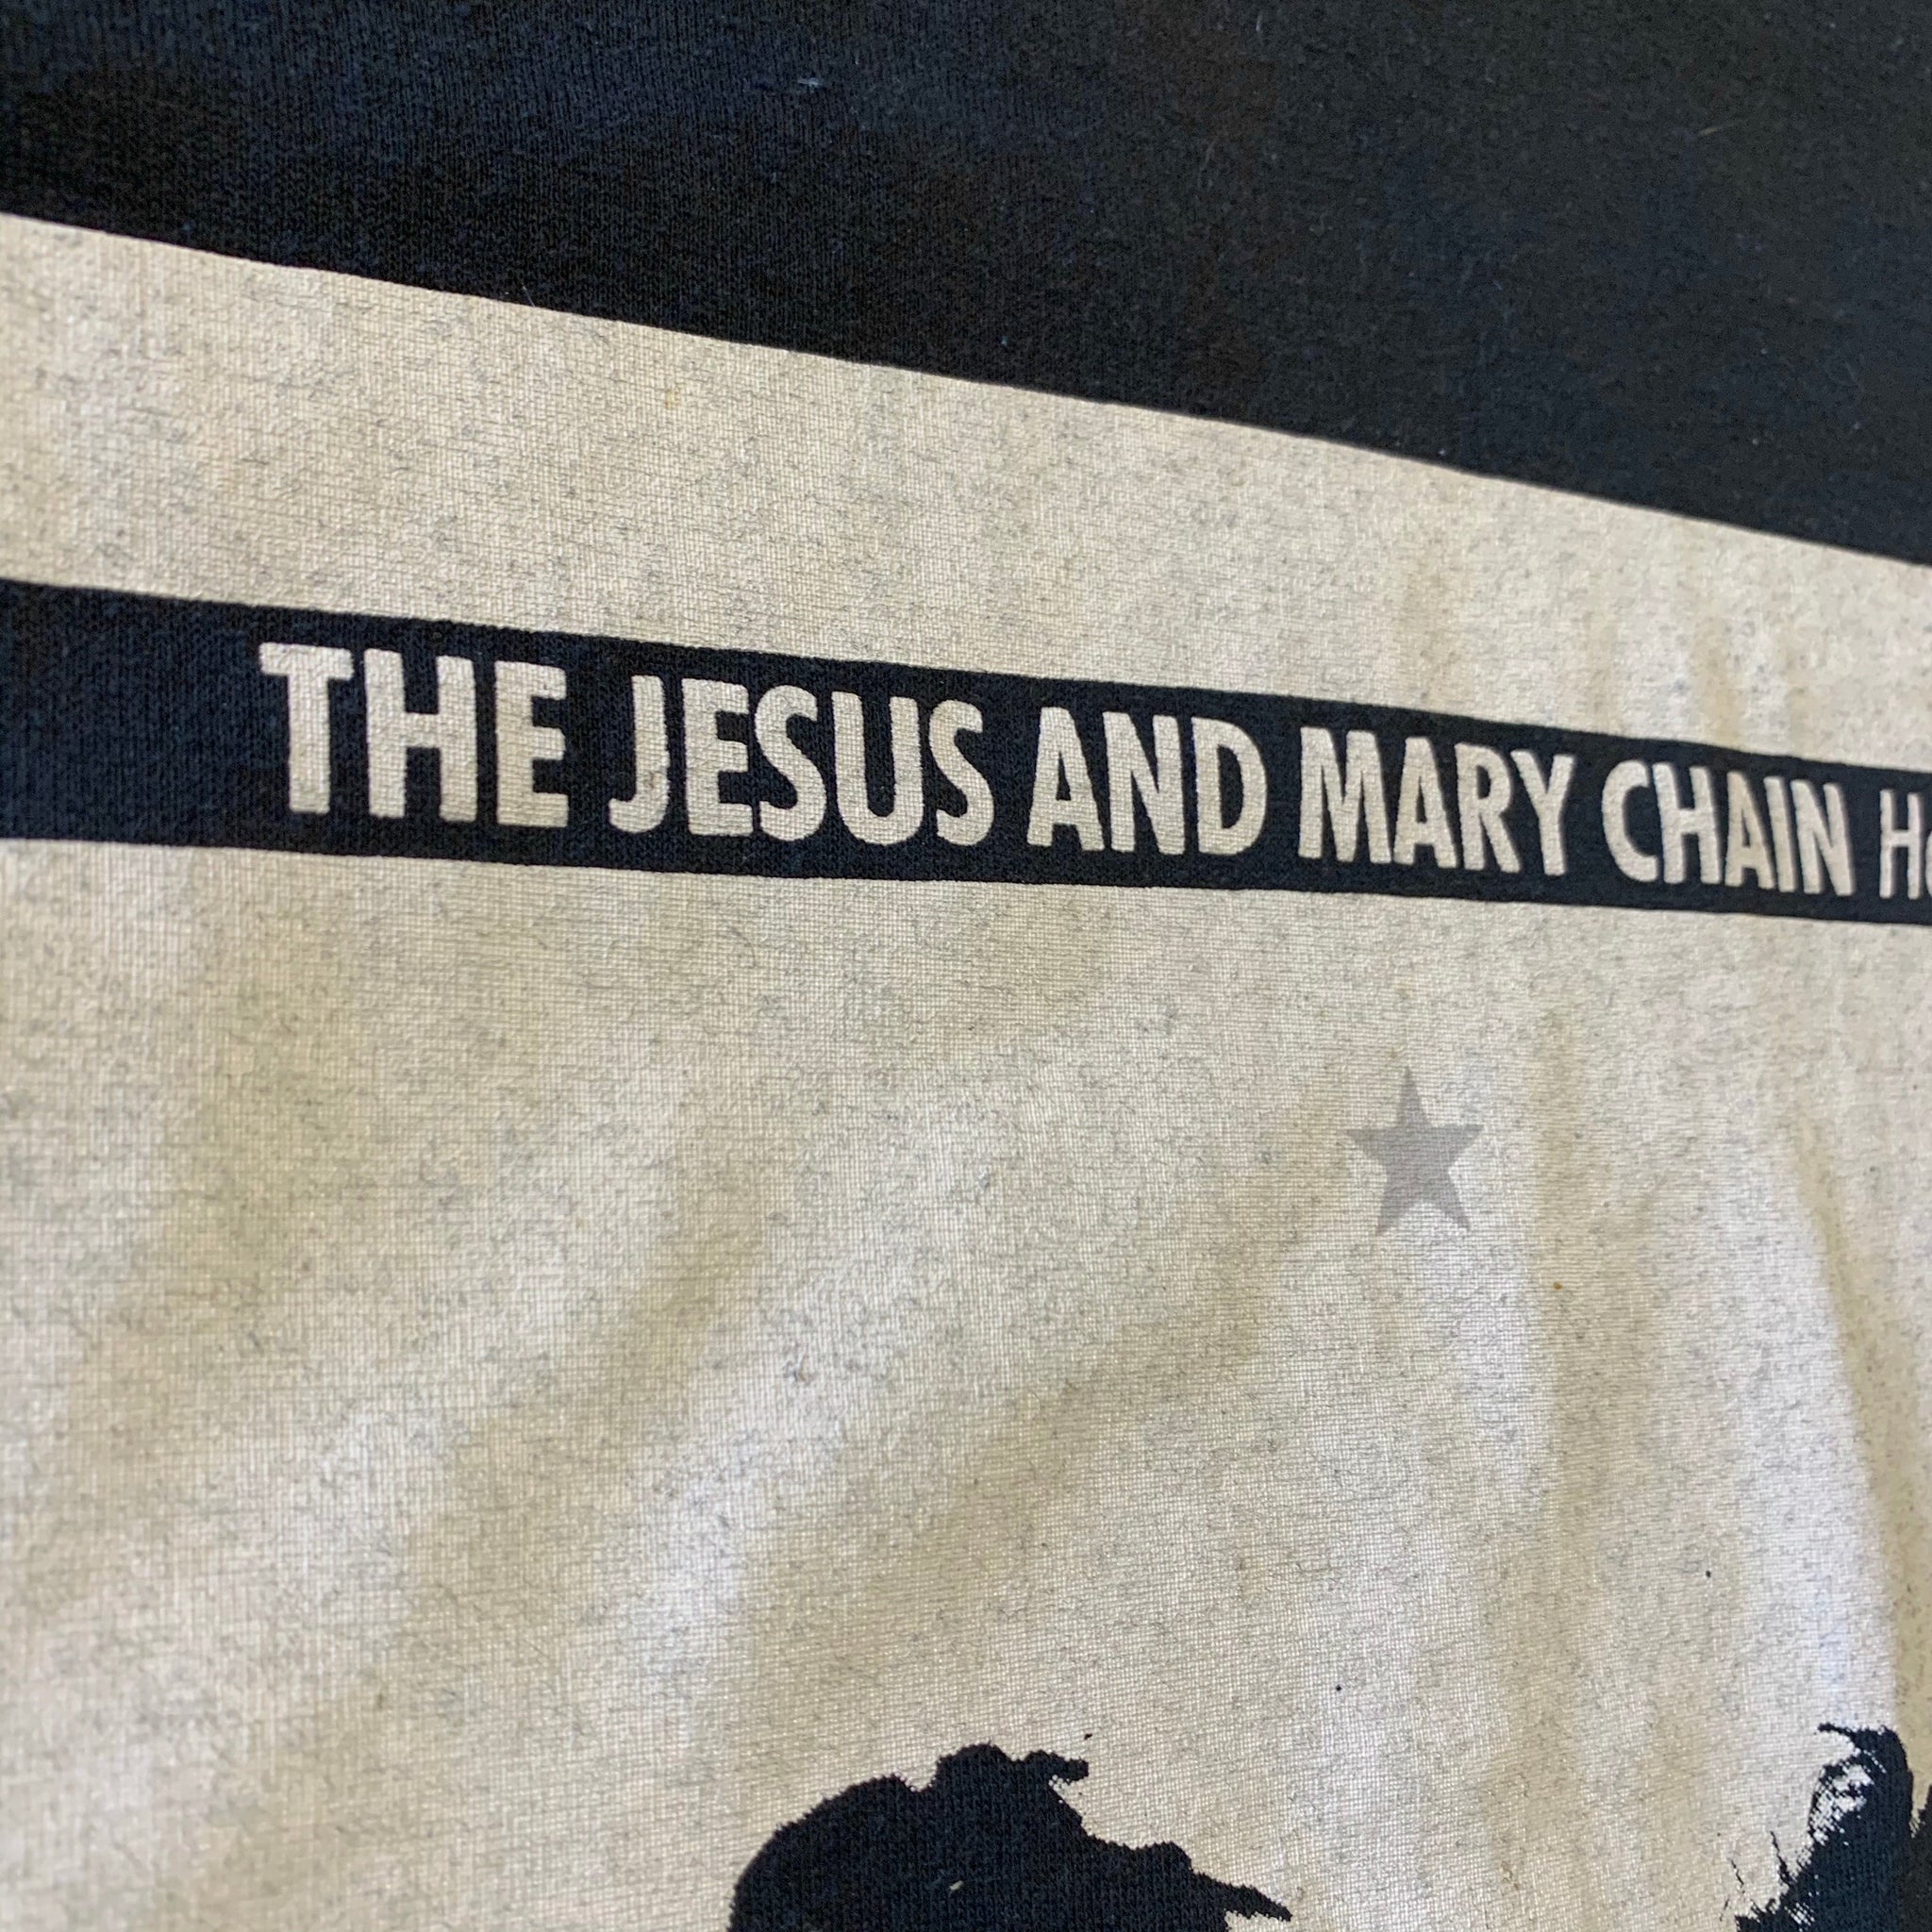 THE JESUS AND MARY CHAIN